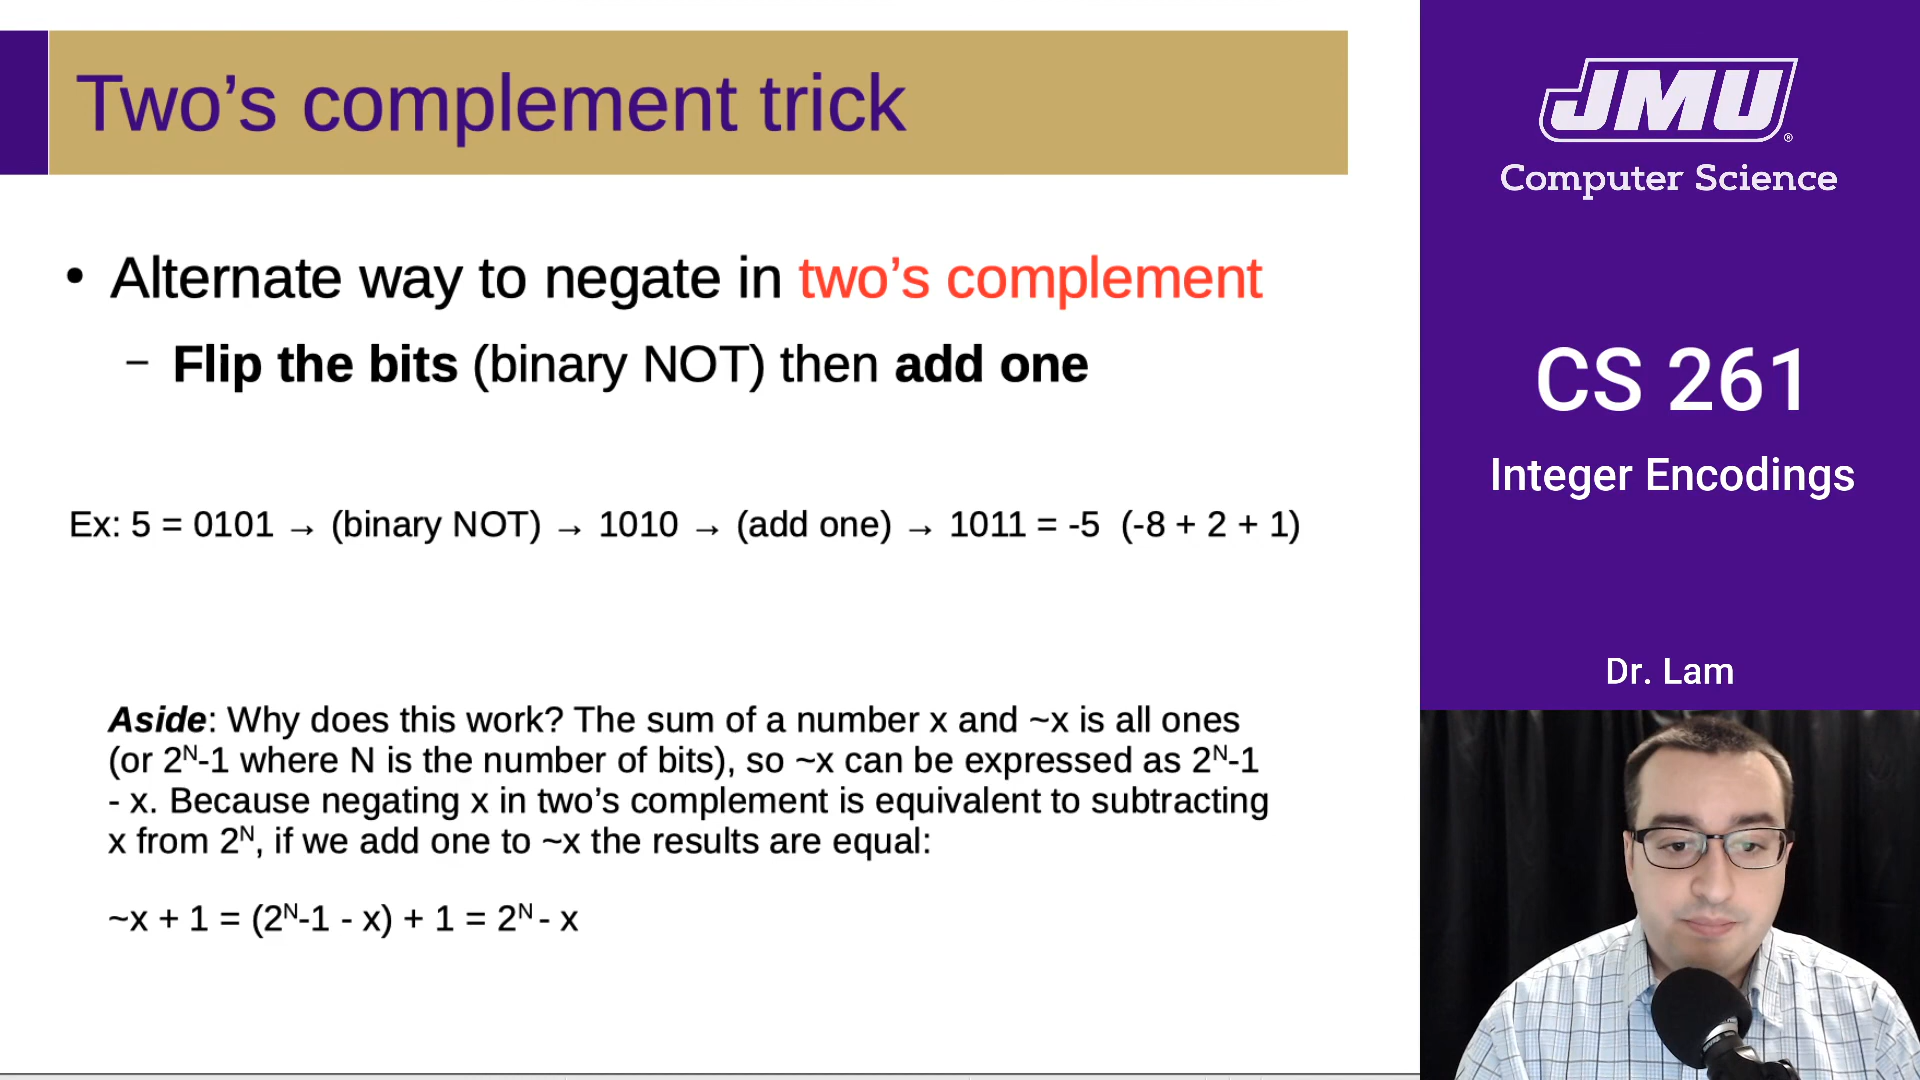 Two’s complement trick
• Alternate way to negate in two’s complement
– Flip the bits (binary NOT) then add one
Ex: 5 = 0101 → (binary NOT) → 1010 → (add one) → 1011 = -5 (-8 + 2 + 1)
Aside: Why does this work? The sum of a number x and ~x is all ones
(or 2ᴺ-1 where N is the number of bits), so ~x can be expressed as 2ᴺ-1
- x. Because negating x in two’s complement is equivalent to subtracting
x from 2ᴺ, if we add one to ~x the results are equal:
~x + 1 = (2ᴺ-1 - x) + 1 = 2ᴺ - x
JMU®
Computer Science
CS 261
Integer Encodings
Dr. Lam